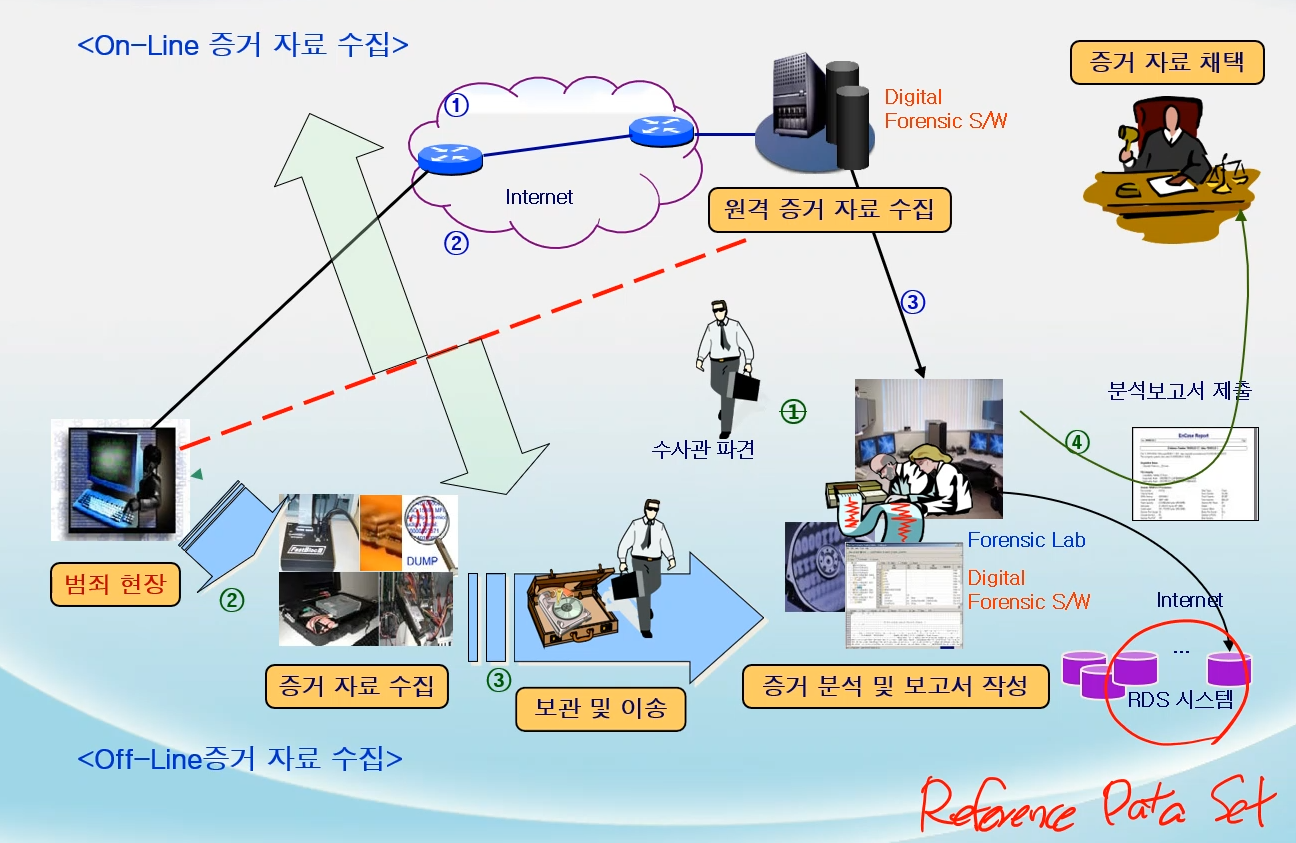 <On-Line 증거 자료 수집>
증거 자료 채택
①
Digital
Forensic S/W
Internet
원격 증거 자료 수집
②
③
①
분석보고서 제출
수사관 파견
④
EnCase Report
FastBloc
DUMP
Forensic Lab
범죄 현장
②
Digital
Forensic S/W
Internet
...
증거 자료 수집
③
보관 및 이송
증거 분석 및 보고서 작성
RDS 시스템
<Off-Line증거 자료 수집>
Reference Data Set